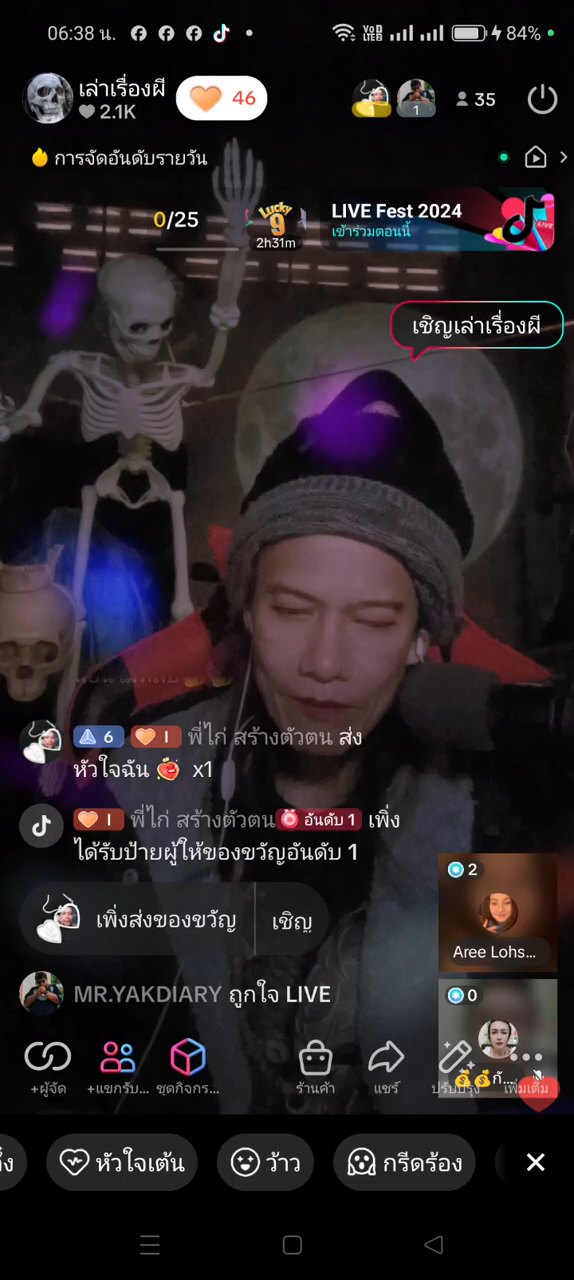 06:38 น.
VoD LTE2 84%
เล่าเรื่องผี
2.1K
46
1
35
การจัดอันดับรายวัน
0/25
Lucky 9
2h31m
LIVE Fest 2024
เข้าร่วมตอนนี้
LIVE
เชิญเล่าเรื่องผี
6 I พี่ไก่ สร้างตัวตน ส่ง
หัวใจฉัน x1
I พี่ไก่ สร้างตัวตน อันดับ 1 เพิ่ง
ได้รับป้ายผู้ให้ของขวัญอันดับ 1
เพิ่งส่งของขวัญ เชิญ
2
Aree Lohs...
MR.YAKDIARY ถูกใจ LIVE
0
กั...
+ผู้จัด +แขกรับ... ชุดกิจกร... ร้านค้า แชร์ ปรับปรุง เพิ่มเติม
หัวใจเต้น ว้าว กรีดร้อง